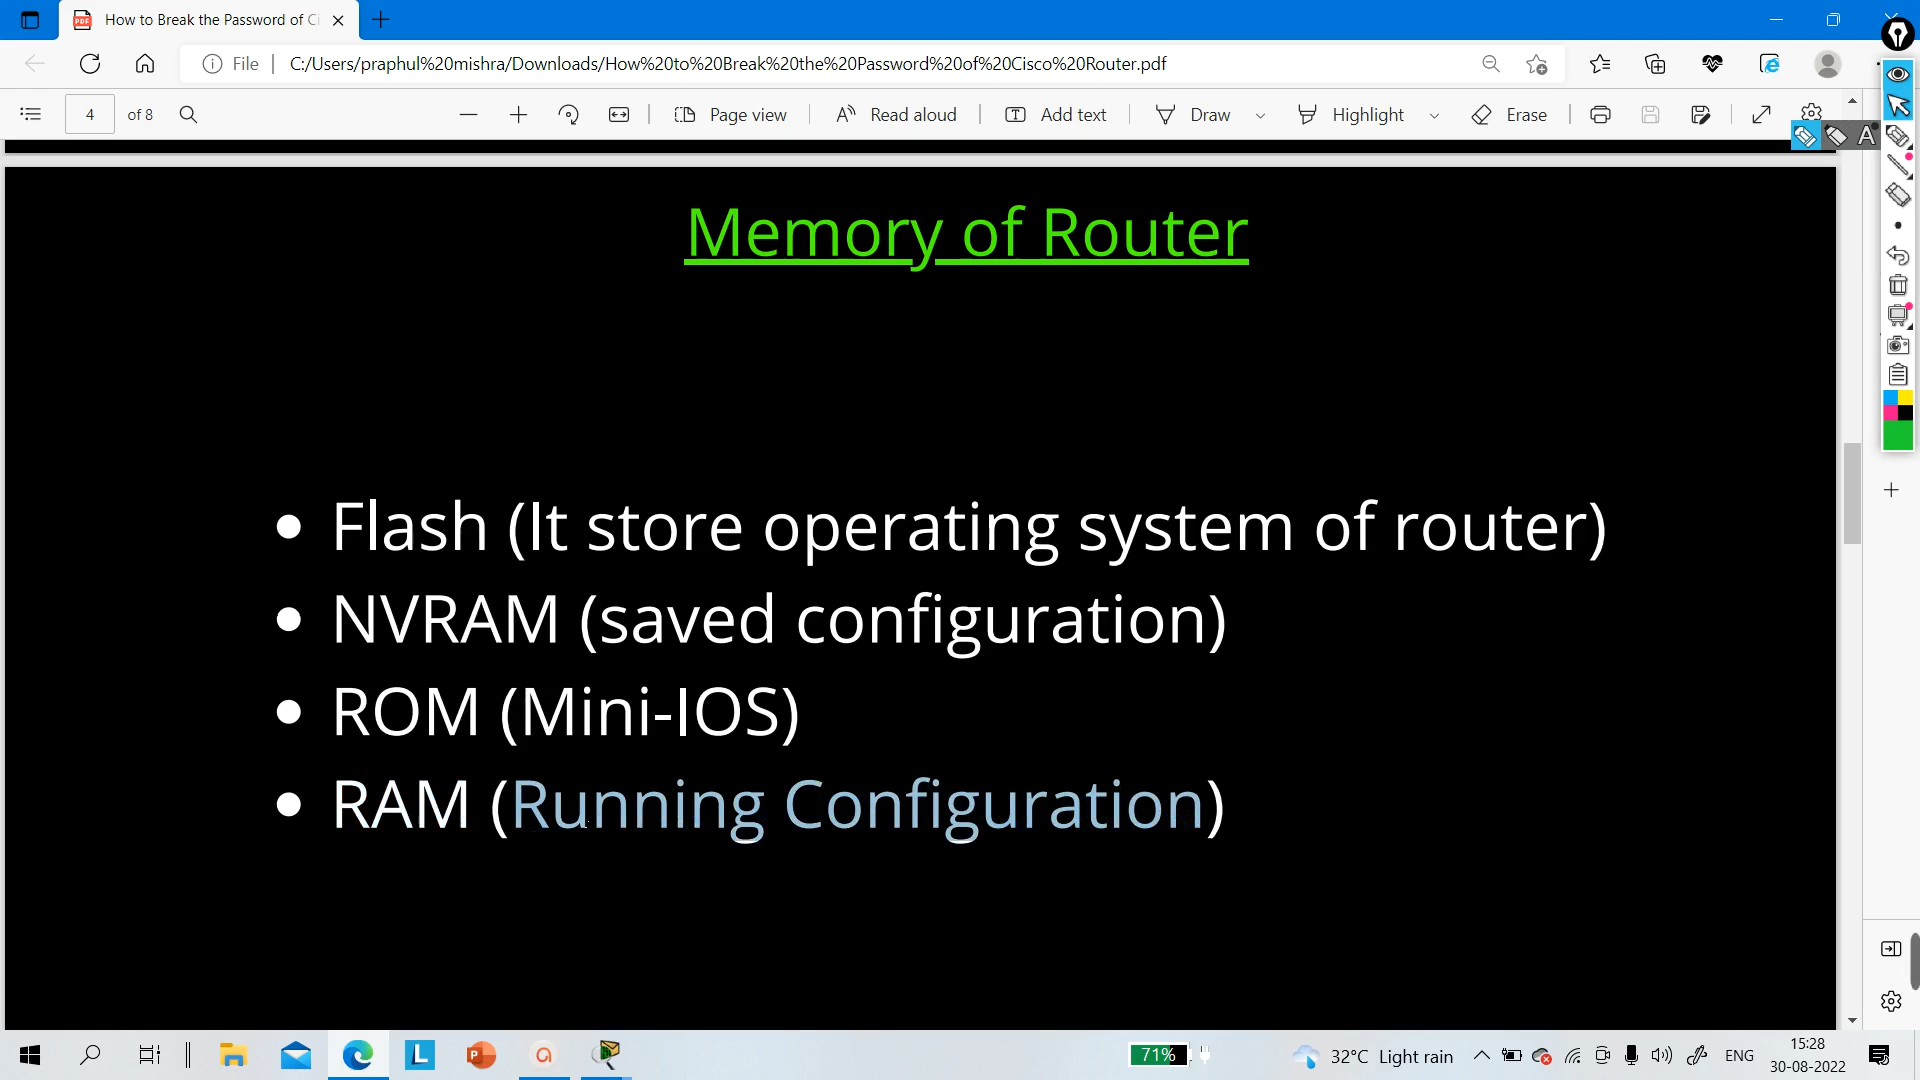 How to Break the Password of Ci
File
C:/Users/praphul%20mishra/Downloads/How%20to%20Break%20the%20Password%20of%20Cisco%20Router.pdf
4 of 8
Page view
Read aloud
Add text
Draw
Highlight
Erase
A
Memory of Router
• Flash (It store operating system of router)
• NVRAM (saved configuration)
• ROM (Mini-IOS)
• RAM (Running Configuration)
71%
32°C Light rain
ENG
15:28
30-08-2022